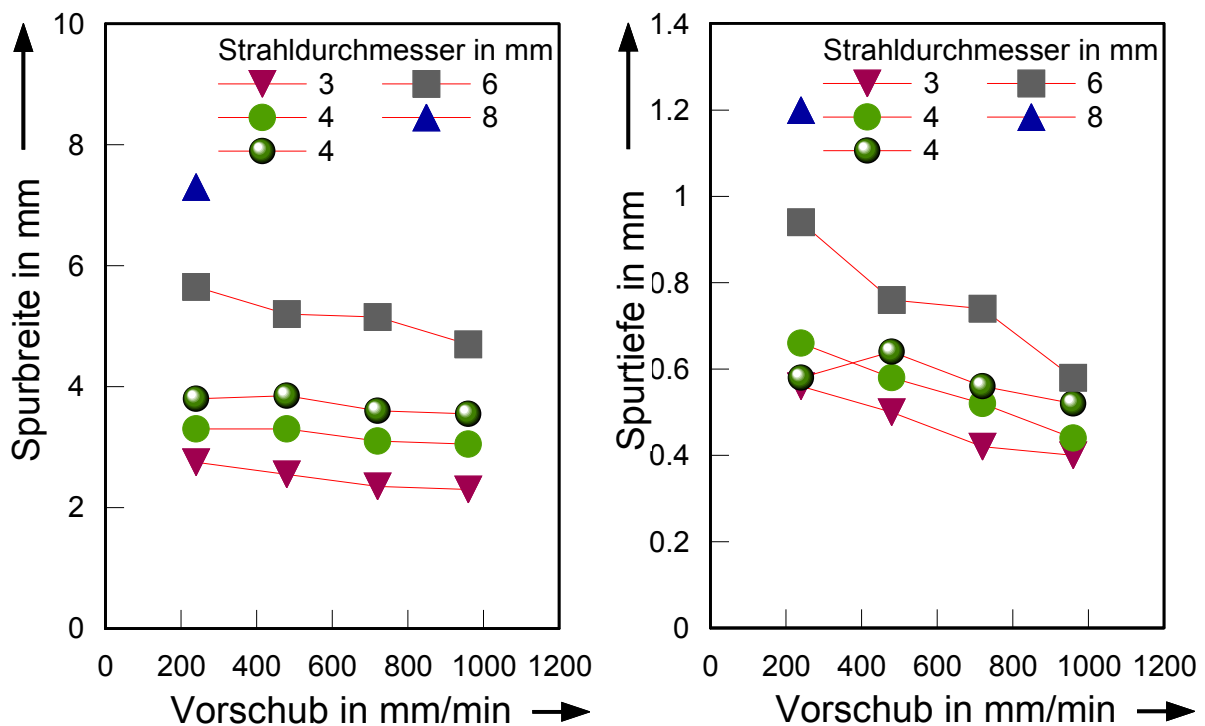 10
8
6
4
2
0
Spurbreite in mm
Strahldurchmesser in mm
3 6
4 8
4
0 200 400 600 800 1000 1200
Vorschub in mm/min
1.4
1.2
1
0.8
0.6
0.4
0.2
0
Spurtiefe in mm
Strahldurchmesser in mm
3 6
4 8
4
0 200 400 600 800 1000 1200
Vorschub in mm/min